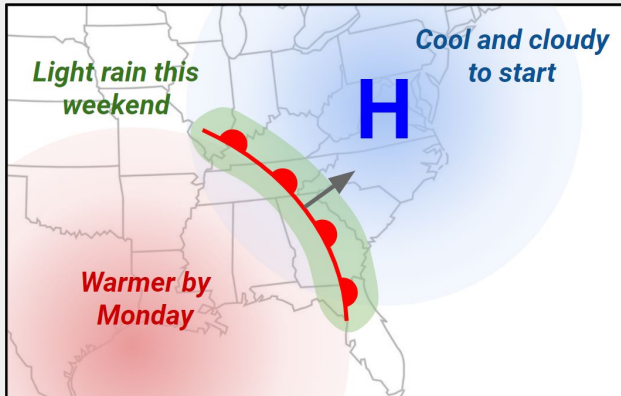 Cool and cloudy
to start
Light rain this
weekend
H
Warmer by
Monday